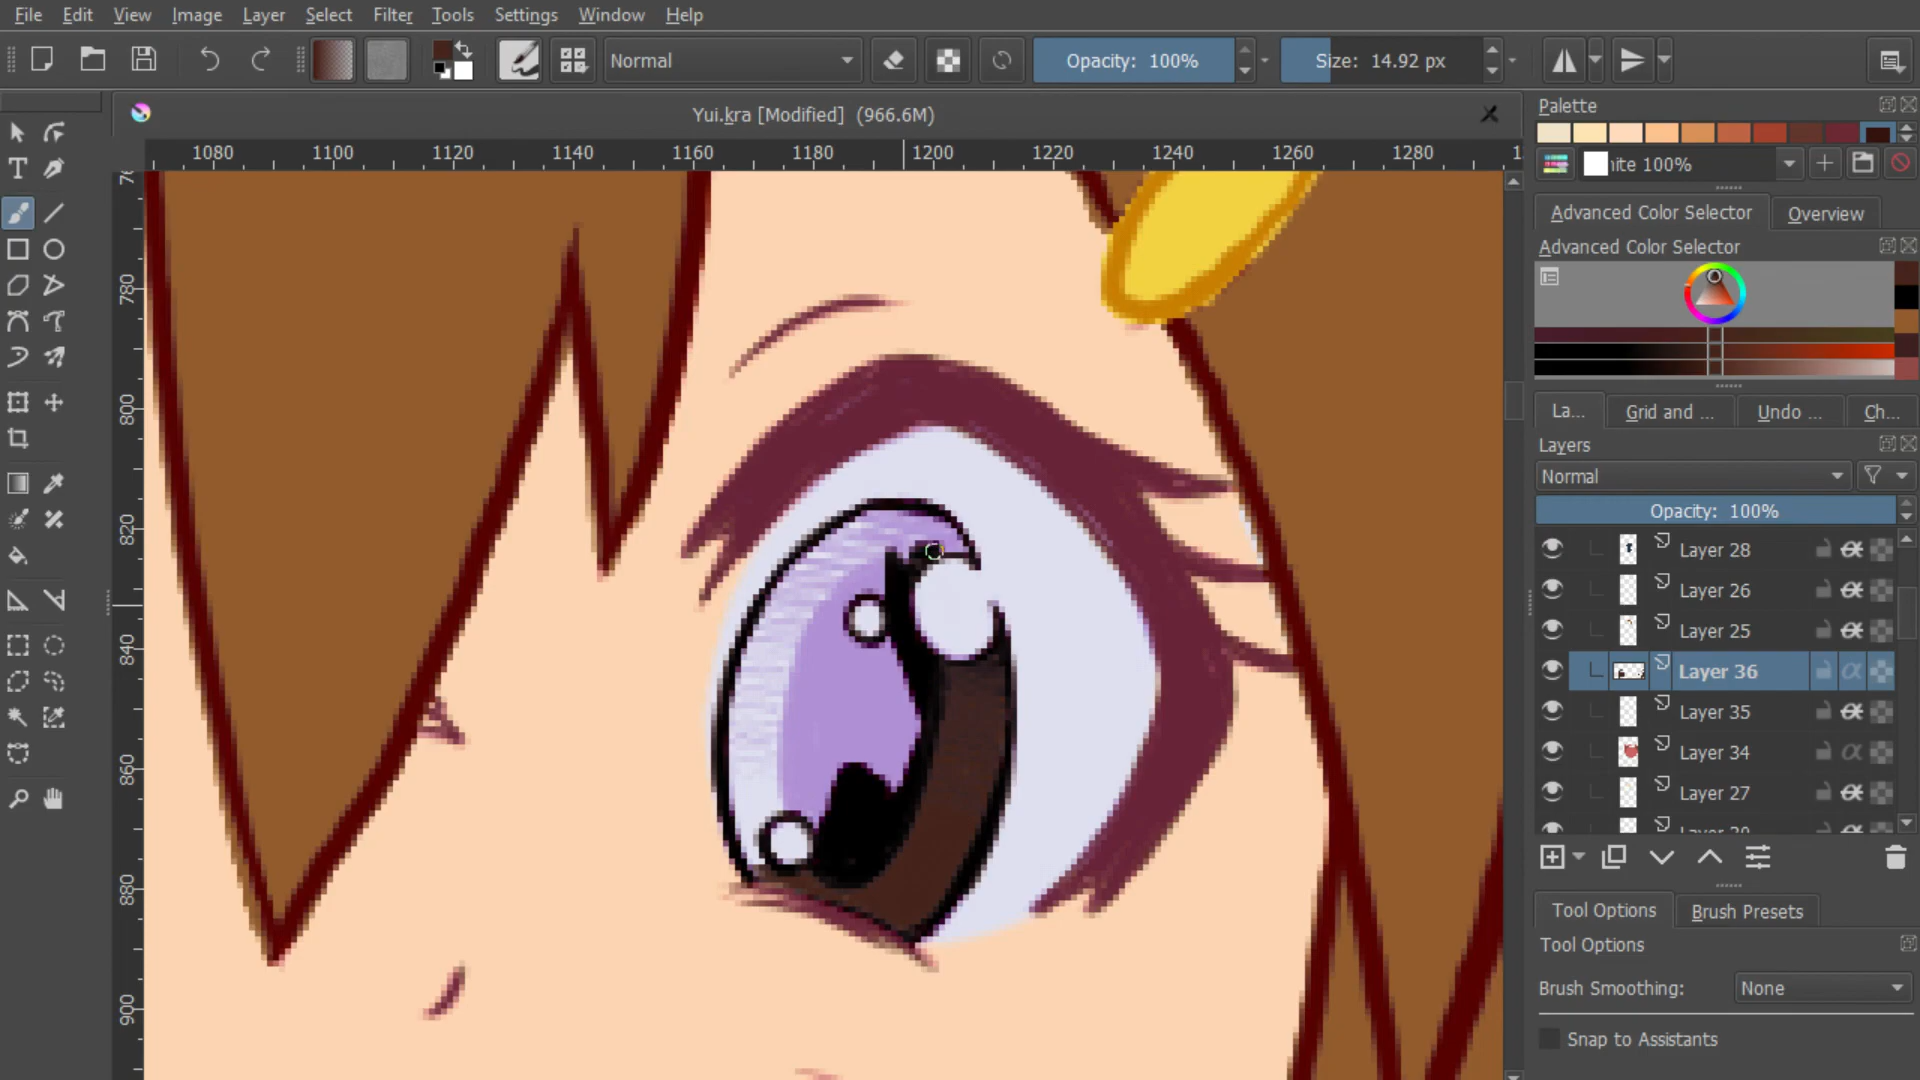 File Edit View Image Layer Select Filter Tools Settings Window Help
Normal Opacity: 100% Size: 14.92 px
Yui.kra [Modified] (966.6M)
1080 1100 1120 1140 1160 1180 1200 1220 1240 1260 1280
780
800
820
840
860
880
900
Palette
ite 100%
Advanced Color Selector Overview
Advanced Color Selector
La... Grid and ... Undo ... Ch...
Layers
Normal
Opacity: 100%
Layer 28
Layer 26
Layer 25
Layer 36
Layer 35
Layer 34
Layer 27
Tool Options Brush Presets
Tool Options
Brush Smoothing: None
Snap to Assistants